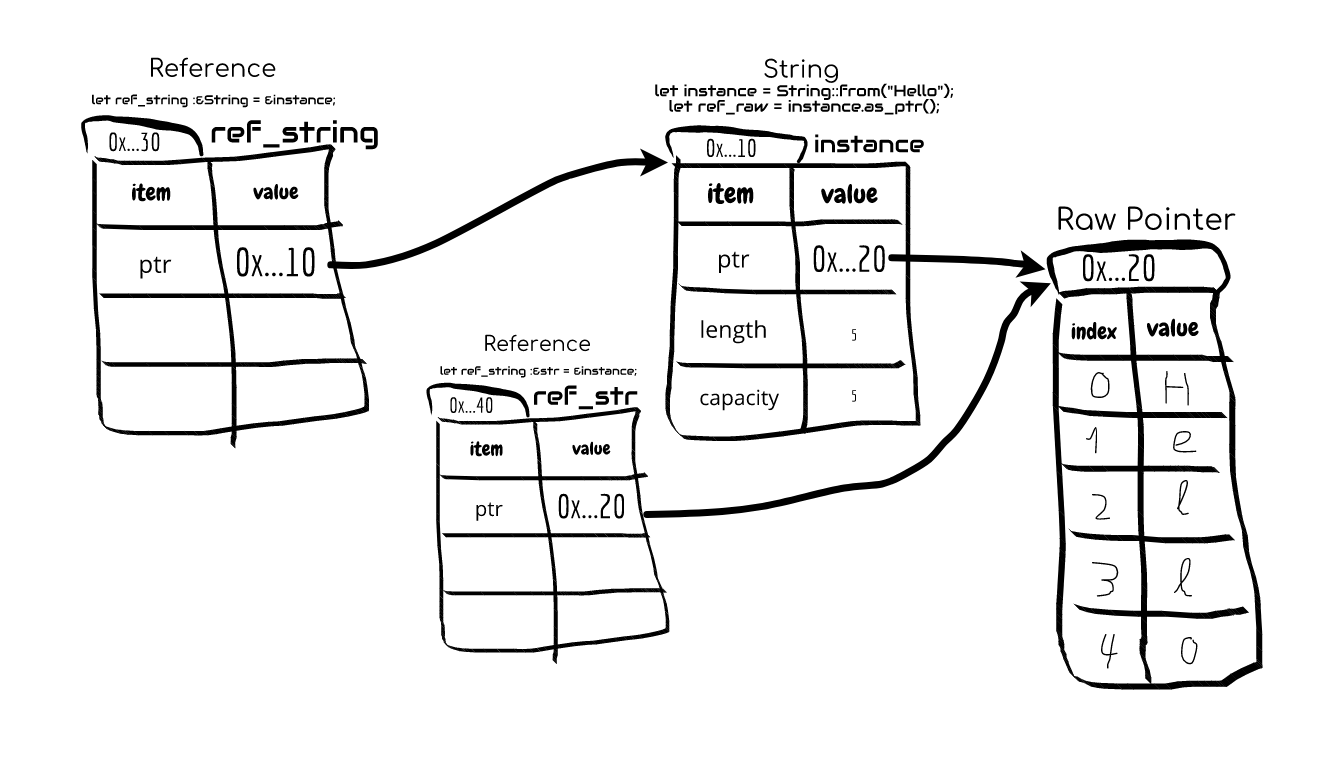 Reference
let ref_string :&String = &instance;
0x...30
ref_string
item value
ptr 0x...10
Reference
let ref_string :&str = &instance;
0x...40
ref_str
item value
ptr 0x...20
String
let instance = String::from("Hello");
let ref_raw = instance.as_ptr();
0x...10
instance
item value
ptr 0x...20
length 5
capacity 5
Raw Pointer
0x...20
index value
0 H
1 e
2 l
3 l
4 o